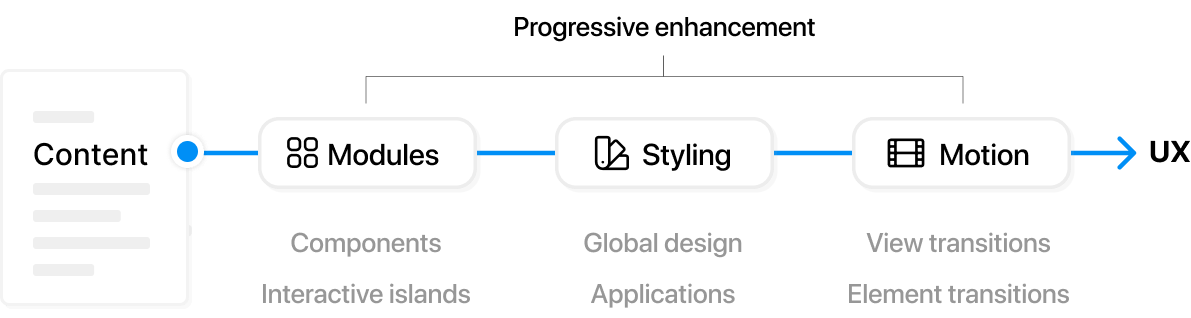 Progressive enhancement
Content
Modules
Styling
Motion
UX
Components
Global design
View transitions
Interactive islands
Applications
Element transitions